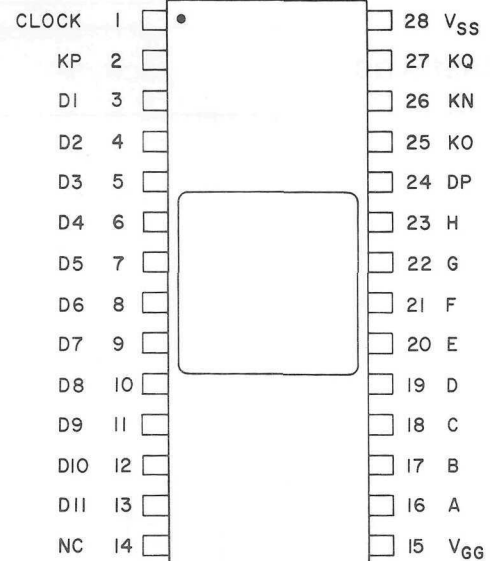 CLOCK 1 28 VSS
KP 2 27 KQ
D1 3 26 KN
D2 4 25 KO
D3 5 24 DP
D4 6 23 H
D5 7 22 G
D6 8 21 F
D7 9 20 E
D8 10 19 D
D9 11 18 C
D10 12 17 B
D11 13 16 A
NC 14 15 VGG